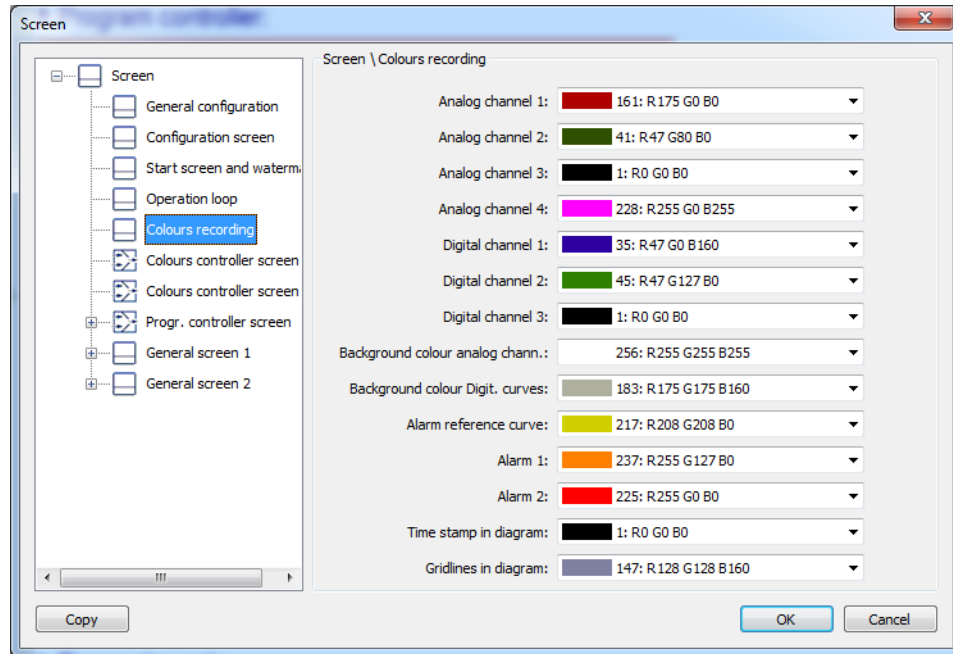 1. Program controller:
Screen
Screen
General configuration
Configuration screen
Start screen and waterma
Operation loop
Colours recording
Colours controller screen
Colours controller screen
Progr. controller screen
General screen 1
General screen 2
Screen \ Colours recording
Analog channel 1: 161: R175 G0 B0
Analog channel 2: 41: R47 G80 B0
Analog channel 3: 1: R0 G0 B0
Analog channel 4: 228: R255 G0 B255
Digital channel 1: 35: R47 G0 B160
Digital channel 2: 45: R47 G127 B0
Digital channel 3: 1: R0 G0 B0
Background colour analog chann.: 256: R255 G255 B255
Background colour Digit. curves: 183: R175 G175 B160
Alarm reference curve: 217: R208 G208 B0
Alarm 1: 237: R255 G127 B0
Alarm 2: 225: R255 G0 B0
Time stamp in diagram: 1: R0 G0 B0
Gridlines in diagram: 147: R128 G128 B160
Copy
OK
Cancel